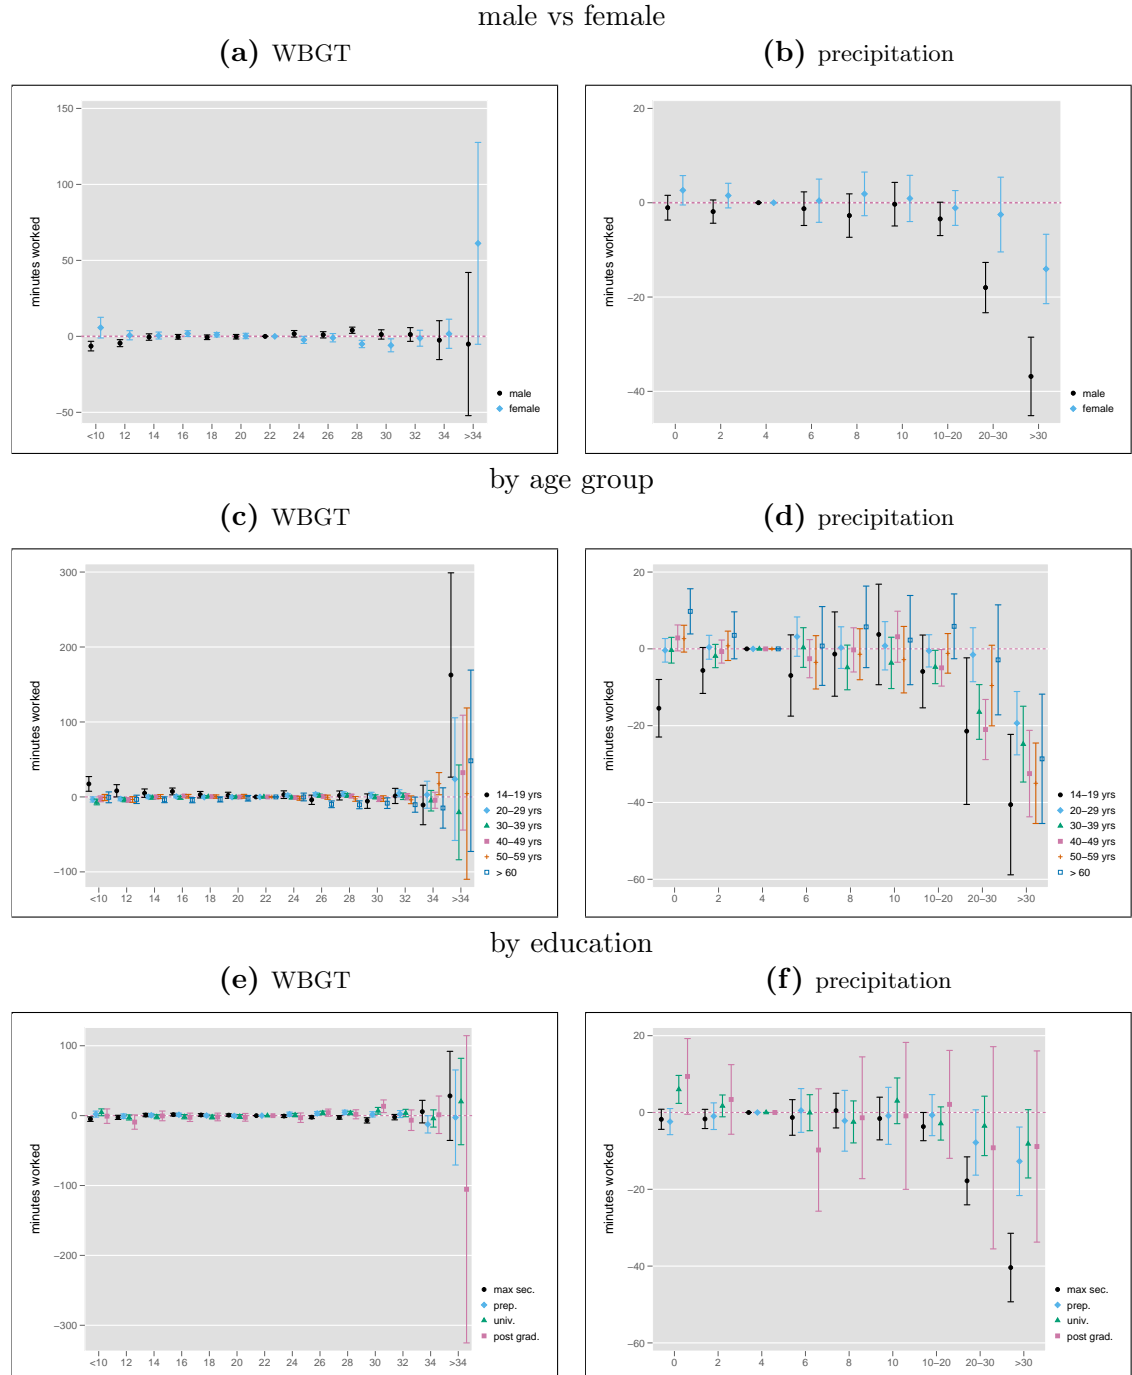 male vs female
(a) WBGT
(b) precipitation
minutes worked
150
100
50
0
−50
<10 12 14 16 18 20 22 24 26 28 30 32 34 >34
male
female
minutes worked
20
0
−20
−40
0 2 4 6 8 10 10−20 20−30 >30
male
female
by age group
(c) WBGT
(d) precipitation
minutes worked
300
200
100
0
−100
<10 12 14 16 18 20 22 24 26 28 30 32 34 >34
14−19 yrs
20−29 yrs
30−39 yrs
40−49 yrs
50−59 yrs
> 60
minutes worked
20
0
−20
−40
−60
0 2 4 6 8 10 10−20 20−30 >30
14−19 yrs
20−29 yrs
30−39 yrs
40−49 yrs
50−59 yrs
> 60
by education
(e) WBGT
(f) precipitation
minutes worked
100
0
−100
−200
−300
<10 12 14 16 18 20 22 24 26 28 30 32 34 >34
max sec.
prep.
univ.
post grad.
minutes worked
20
0
−20
−40
−60
0 2 4 6 8 10 10−20 20−30 >30
max sec.
prep.
univ.
post grad.